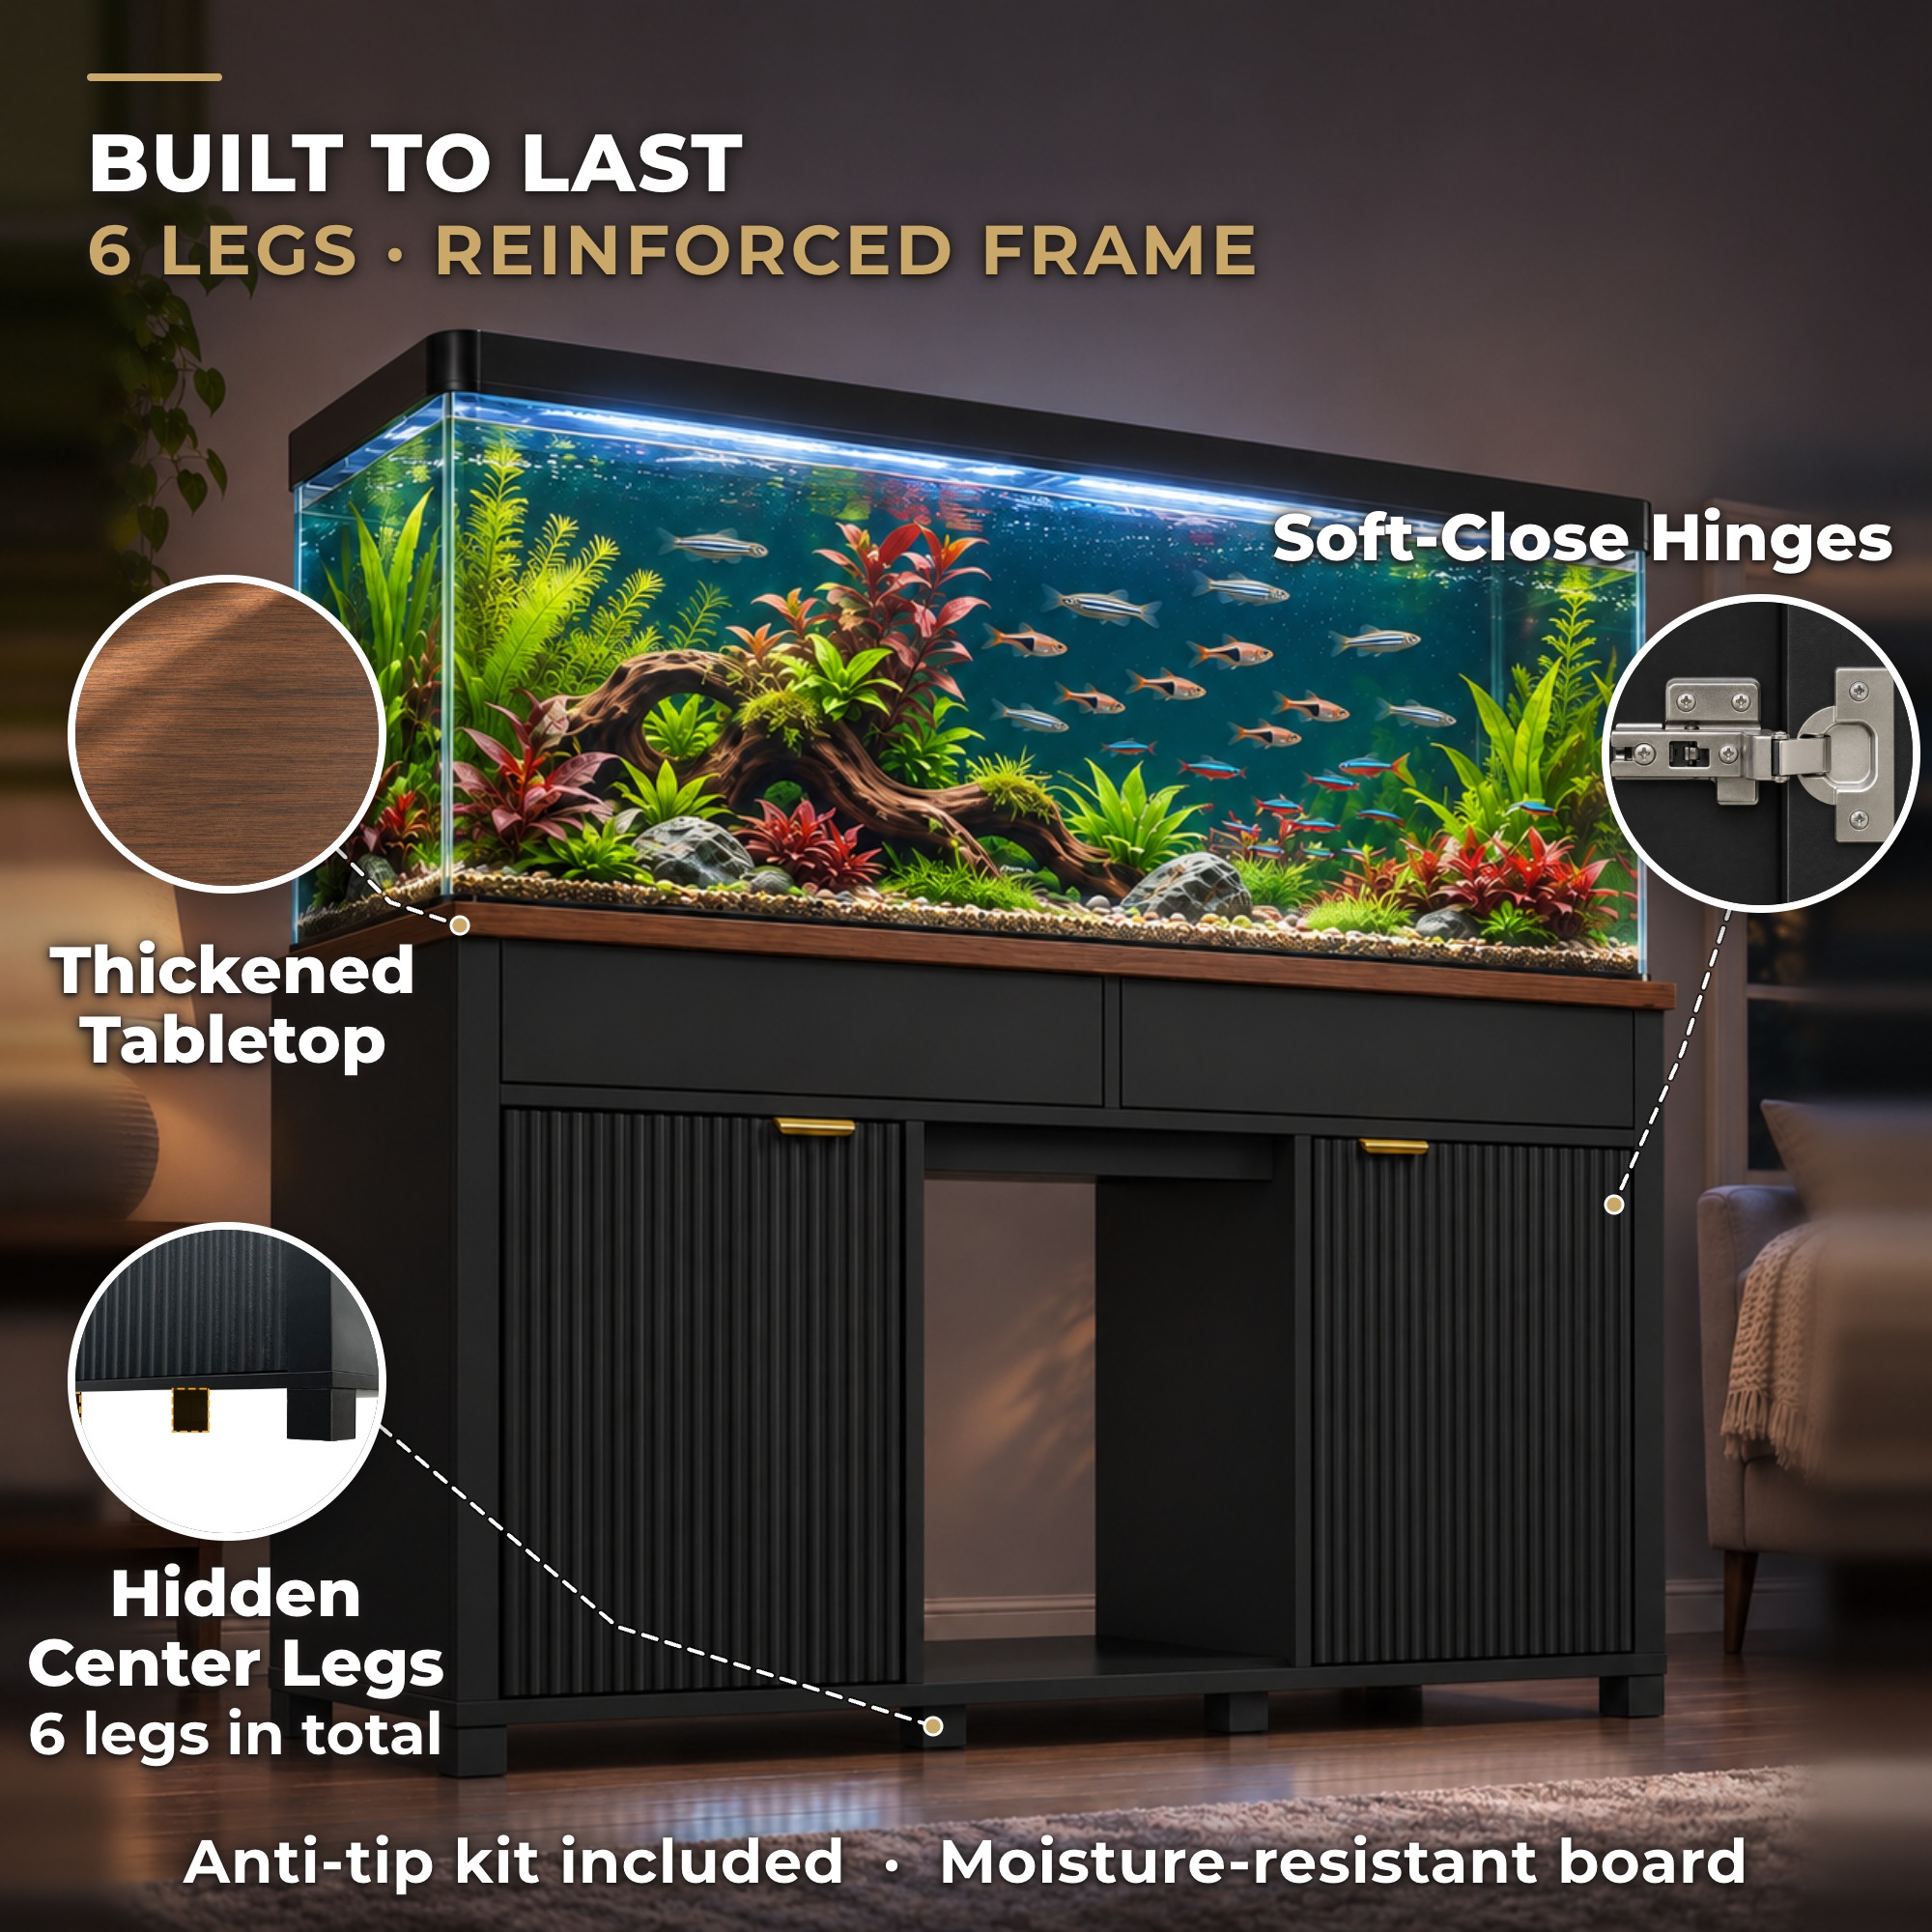 BUILT TO LAST
6 LEGS · REINFORCED FRAME
Soft-Close Hinges
Thickened
Tabletop
Hidden
Center Legs
6 legs in total
Anti-tip kit included · Moisture-resistant board